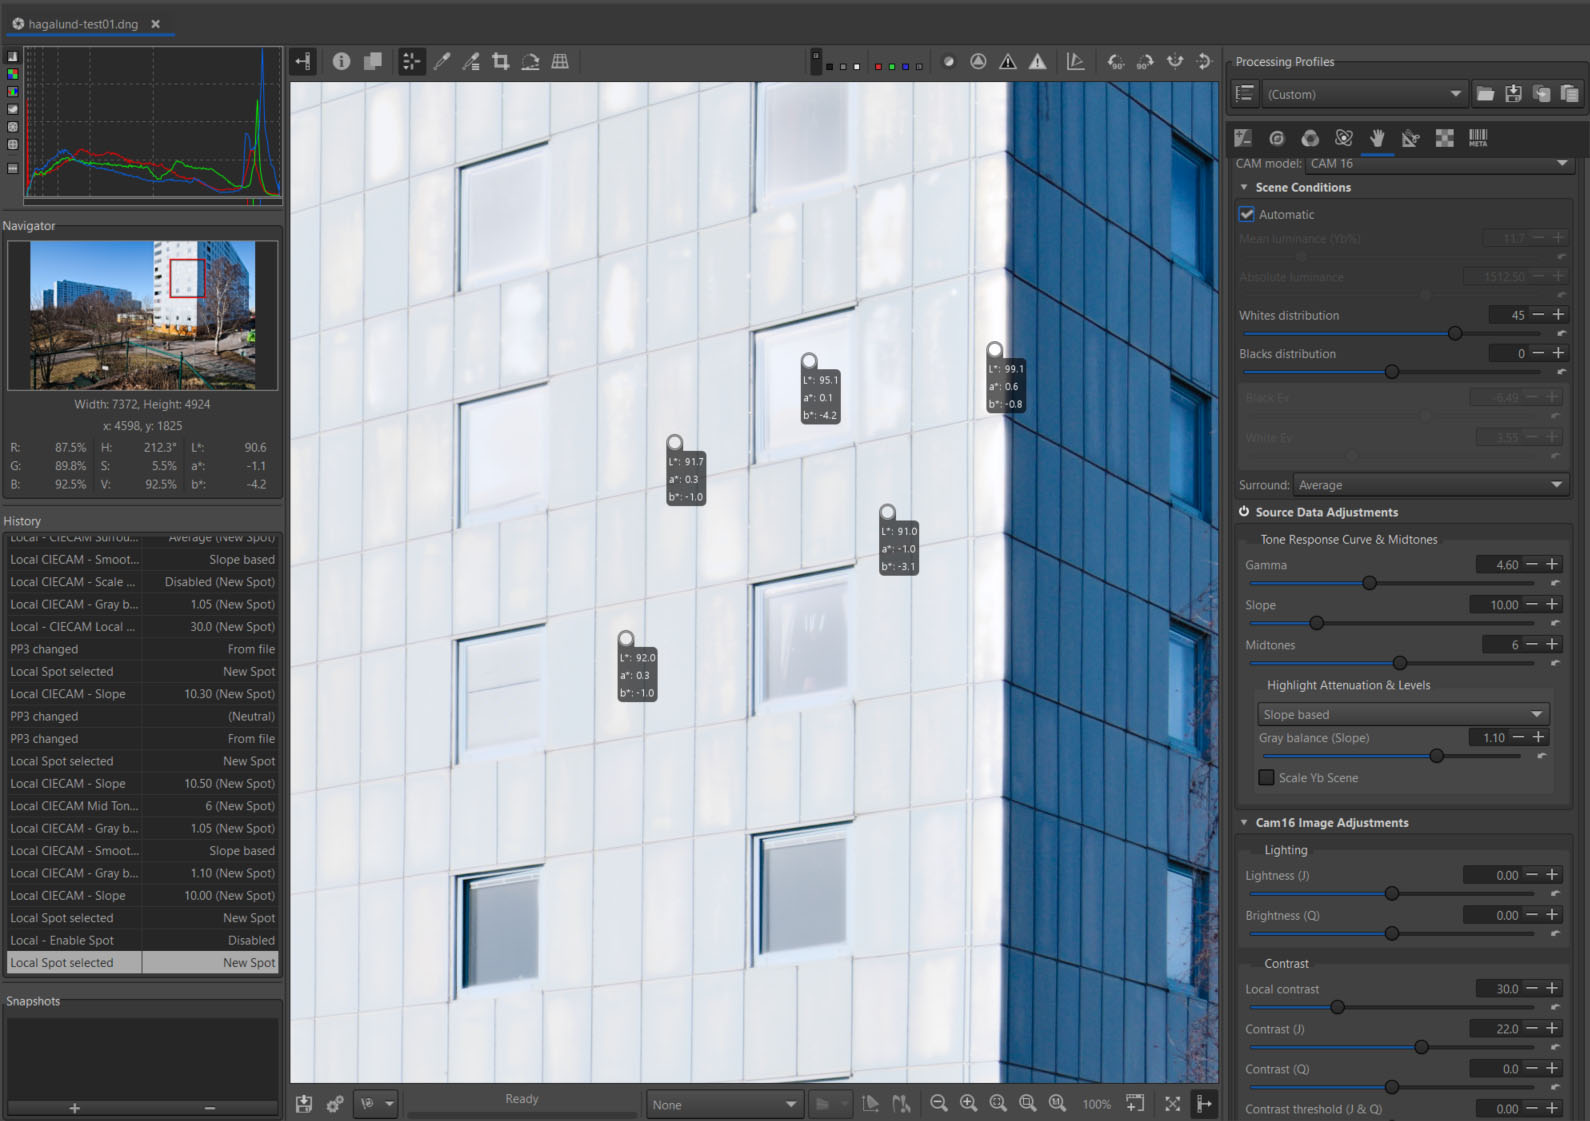 hagalund-test01.dng
Navigator
Width: 7372, Height: 4924
x: 4598, y: 1825
R: 87.5% H: 212.3° L*: 90.6
G: 89.8% S: 5.5% a*: -1.1
B: 92.5% V: 92.5% b*: -4.2
History
Local - CIECAM Surrou... Average (New Spot)
Local CIECAM - Smoot... Slope based
Local CIECAM - Scale ... Disabled (New Spot)
Local CIECAM - Gray b... 1.05 (New Spot)
Local - CIECAM Local ... 30.0 (New Spot)
PP3 changed From file
Local Spot selected New Spot
Local CIECAM - Slope 10.30 (New Spot)
PP3 changed (Neutral)
PP3 changed From file
Local Spot selected New Spot
Local CIECAM - Slope 10.50 (New Spot)
Local CIECAM Mid Ton... 6 (New Spot)
Local CIECAM - Gray b... 1.05 (New Spot)
Local CIECAM - Smoot... Slope based
Local CIECAM - Gray b... 1.10 (New Spot)
Local CIECAM - Slope 10.00 (New Spot)
Local Spot selected New Spot
Local - Enable Spot Disabled
Local Spot selected New Spot
Snapshots
90° 90°
L*: 99.1
a*: 0.6
b*: -0.8
L*: 95.1
a*: 0.1
b*: -4.2
L*: 91.7
a*: 0.3
b*: -1.0
L*: 91.0
a*: -1.0
b*: -3.1
L*: 92.0
a*: 0.3
b*: -1.0
Ready
None
100%
Processing Profiles
(Custom)
META
CAM model: CAM 16
Scene Conditions
Automatic
Mean luminance (Yb%) 11.7
Absolute luminance 1512.50
Whites distribution 45
Blacks distribution 0
Black Ev -6.49
White Ev 3.55
Surround: Average
Source Data Adjustments
Tone Response Curve & Midtones
Gamma 4.60
Slope 10.00
Midtones 6
Highlight Attenuation & Levels
Slope based
Gray balance (Slope) 1.10
Scale Yb Scene
Cam16 Image Adjustments
Lighting
Lightness (J) 0.00
Brightness (Q) 0.00
Contrast
Local contrast 30.0
Contrast (J) 22.0
Contrast (Q) 0.0
Contrast threshold (J & Q) 0.00